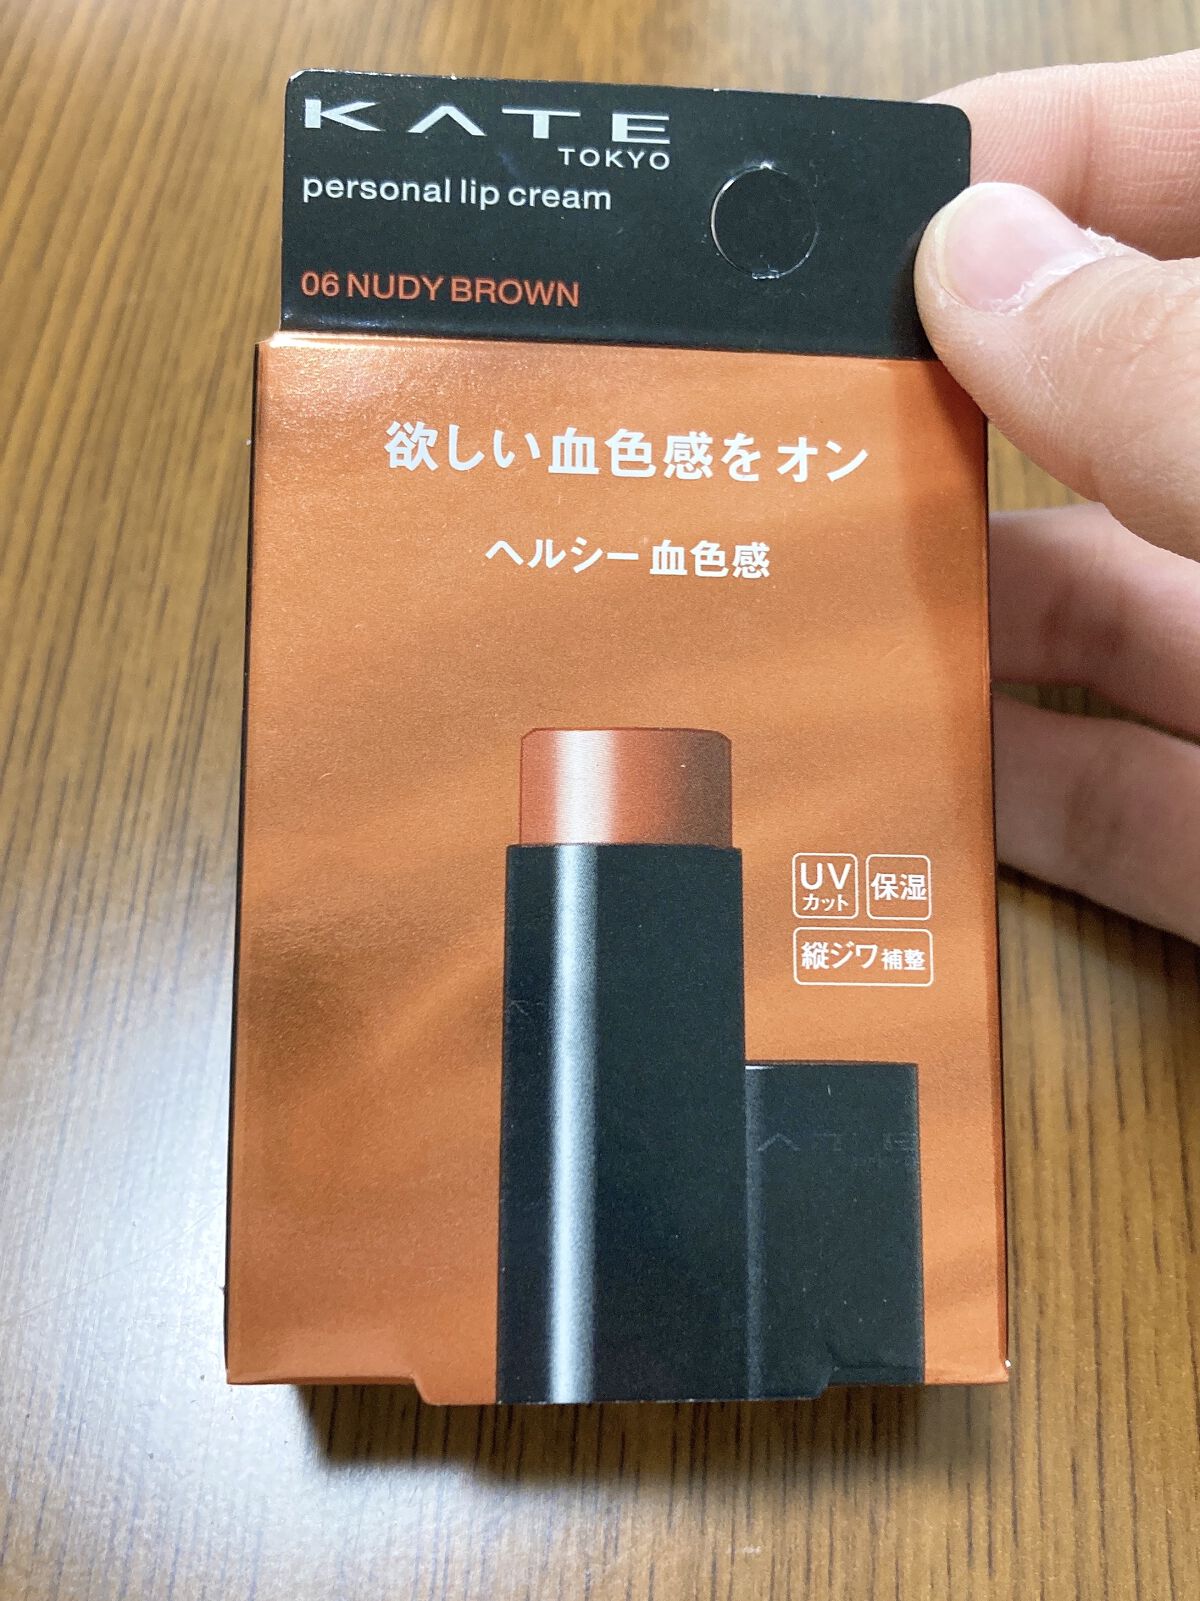 KATE
TOKYO
personal lip cream
06 NUDY BROWN
欲しい血色感をオン
ヘルシー血色感
UV
カット
保湿
縦ジワ補整
KATE